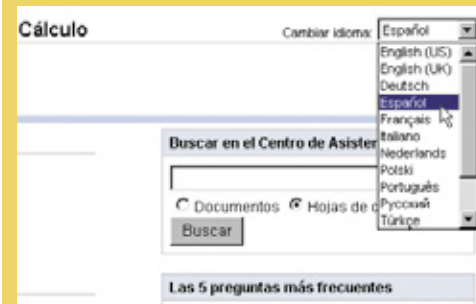 Cálculo
Cambiar idioma: Español
English (US)
English (UK)
Deutsch
Español
Français
Italiano
Nederlands
Polski
Português
Русский
Türkçe
Buscar en el Centro de Asisten
Documentos Hojas de c
Buscar
Las 5 preguntas más frecuentes